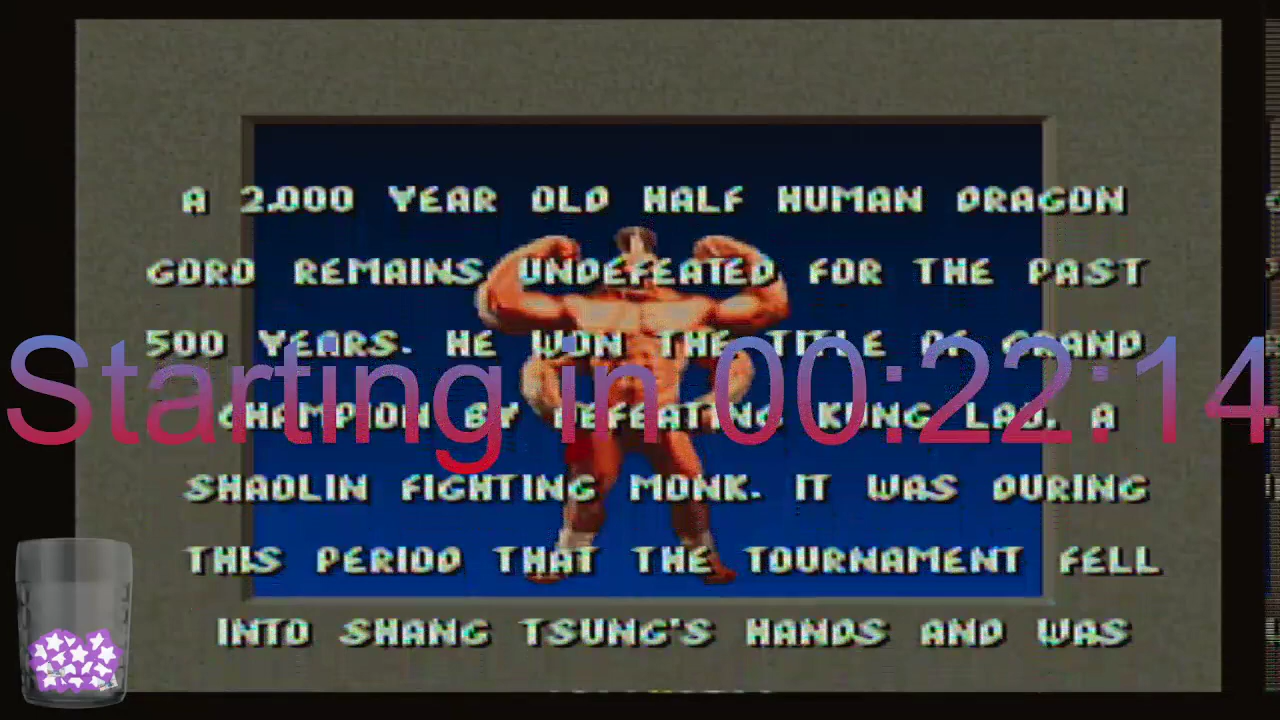 A 2,000 YEAR OLD HALF HUMAN DRAGON
GORO REMAINS UNDEFEATED FOR THE PAST
500 YEARS. HE WON THE TITLE OF GRAND
Starting in 00:22:14
CHAMPION BY DEFEATING KUNG LAO, A
SHAOLIN FIGHTING MONK. IT WAS DURING
THIS PERIOD THAT THE TOURNAMENT FELL
INTO SHANG TSUNG'S HANDS AND WAS